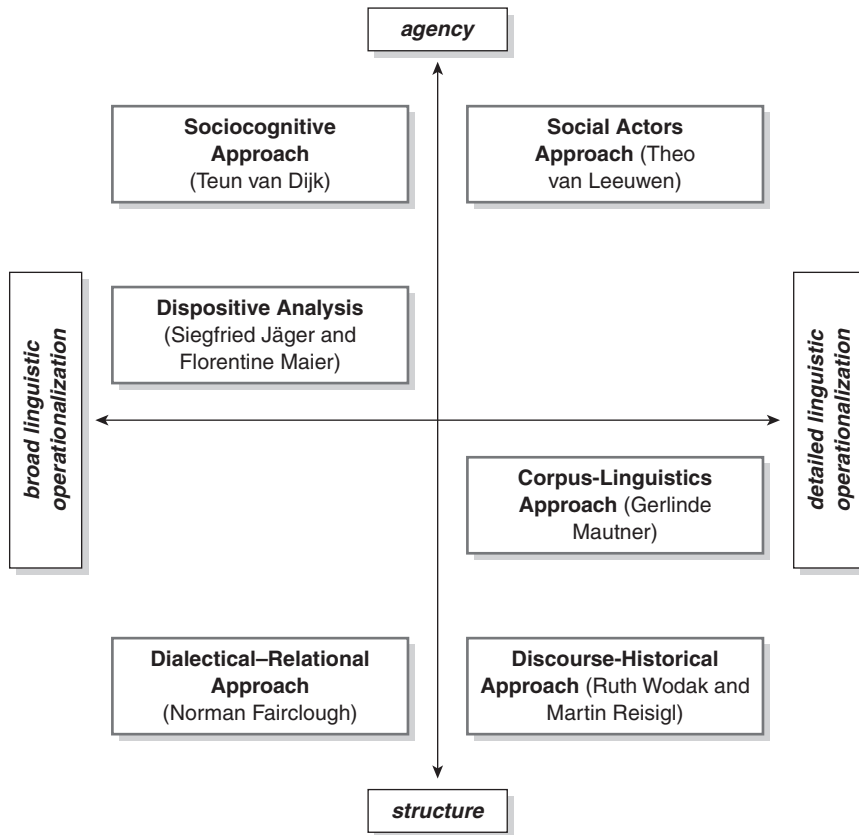 agency
Sociocognitive
Approach
(Teun van Dijk)
Social Actors
Approach (Theo
van Leeuwen)
broad linguistic
operationalization
Dispositive Analysis
(Siegfried Jäger and
Florentine Maier)
detailed linguistic
operationalization
Corpus-Linguistics
Approach (Gerlinde
Mautner)
Dialectical–Relational
Approach
(Norman Fairclough)
Discourse-Historical
Approach (Ruth Wodak and
Martin Reisigl)
structure